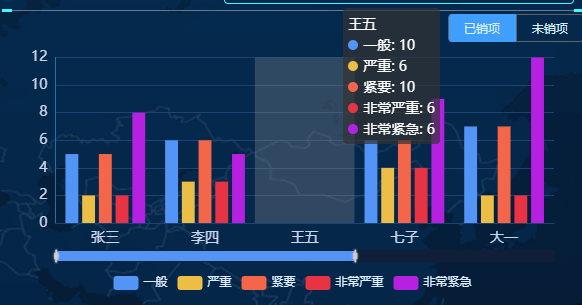 王五
一般: 10
严重: 6
紧要: 10
非常严重: 6
非常紧急: 6
已销项 未销项
12
10
8
6
4
2
0
张三 李四 王五 七子 大一
一般 严重 紧要 非常严重 非常紧急